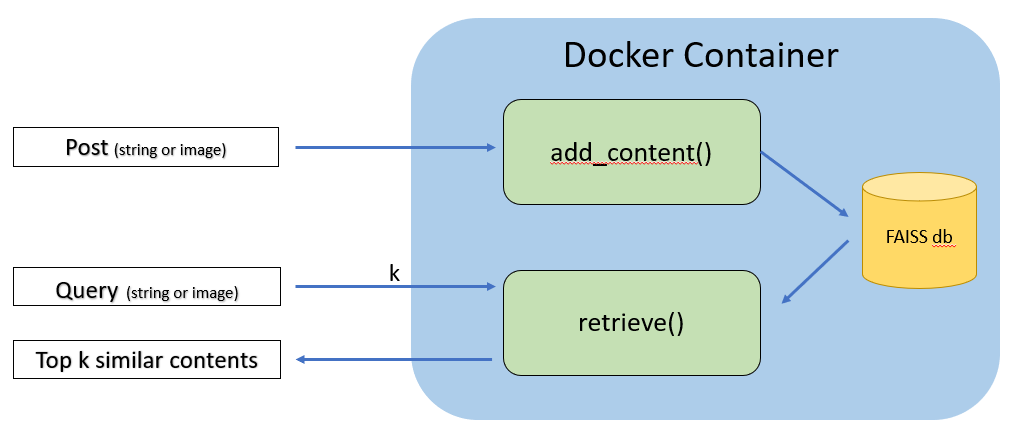 Docker Container
Post (string or image)
add_content()
FAISS db
k
Query (string or image)
retrieve()
Top k similar contents